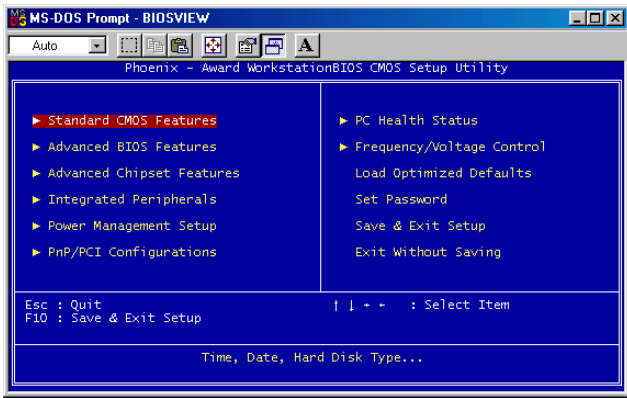 MS-DOS Prompt - BIOSVIEW
Auto
A
Phoenix - Award WorkstationBIOS CMOS Setup Utility
► Standard CMOS Features
► Advanced BIOS Features
► Advanced Chipset Features
► Integrated Peripherals
► Power Management Setup
► PnP/PCI Configurations
► PC Health Status
► Frequency/Voltage Control
Load Optimized Defaults
Set Password
Save & Exit Setup
Exit Without Saving
Esc : Quit
F10 : Save & Exit Setup
↑ ↓ → ← : Select Item
Time, Date, Hard Disk Type...